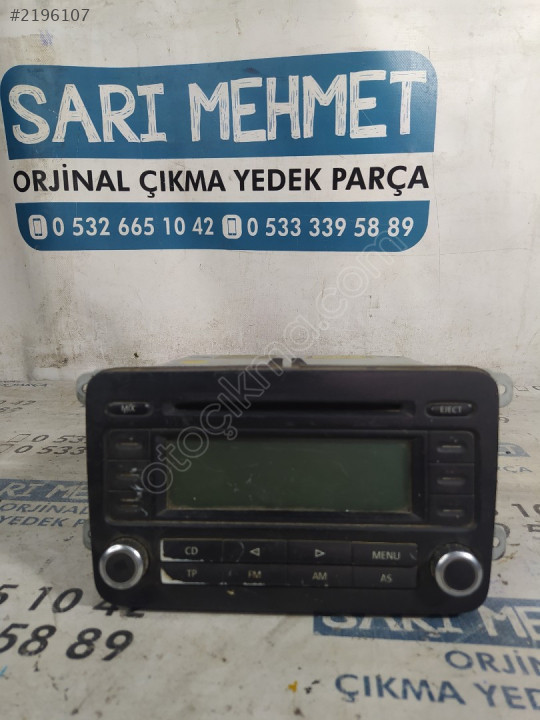 #2196107
SARI MEHMET
ORJİNAL ÇIKMA YEDEK PARÇA
0 532 665 10 42 0 533 339 58 89
otoçıkma.com
MIX EJECT
CD MENU
TP FM AM AS
SARI MEHMET
5 10 42
58 89
SARI MEHMET
ORJİNAL
ÇIKMA YEDEK